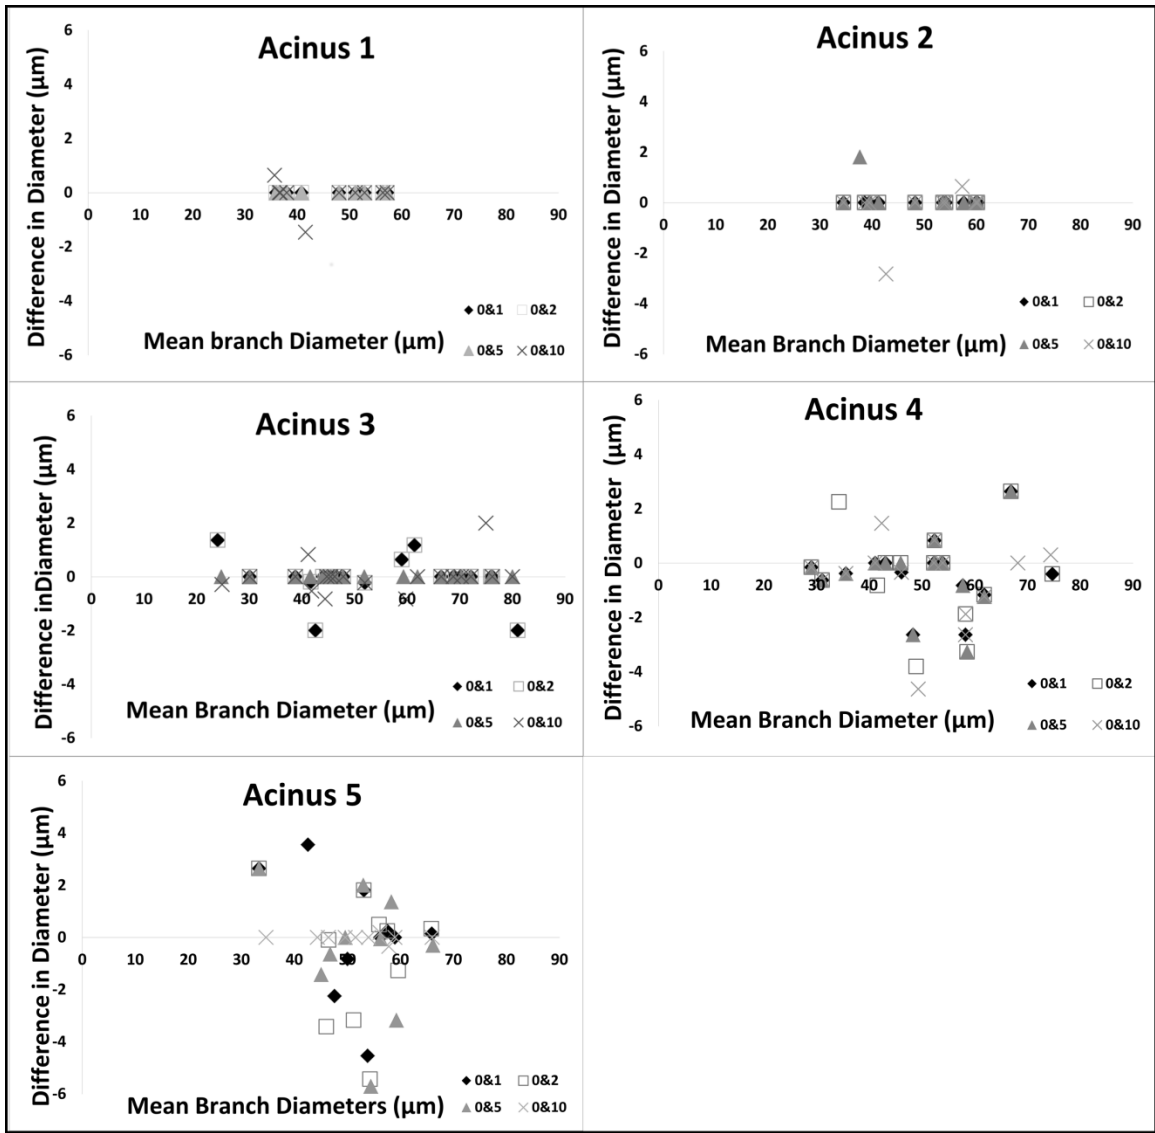 Acinus 1
Difference in Diameter (µm)
6
4
2
0
-2
-4
-6
0 10 20 30 40 50 60 70 80 90
Mean branch Diameter (µm)
0&1 0&2
0&5 0&10
Acinus 2
Difference in Diameter (µm)
6
4
2
0
-2
-4
-6
0 10 20 30 40 50 60 70 80 90
Mean Branch Diameter (µm)
0&1 0&2
0&5 0&10
Acinus 3
Difference inDiameter (µm)
6
4
2
0
-2
-4
-6
0 10 20 30 40 50 60 70 80 90
Mean Branch Diameter (µm)
0&1 0&2
0&5 0&10
Acinus 4
Difference in Diameter (µm)
6
4
2
0
-2
-4
-6
0 10 20 30 40 50 60 70 80 90
Mean Branch Diameter (µm)
0&1 0&2
0&5 0&10
Acinus 5
Difference in Diameter (µm)
6
4
2
0
-2
-4
-6
0 10 20 30 40 50 60 70 80 90
Mean Branch Diameters (µm)
0&1 0&2
0&5 0&10